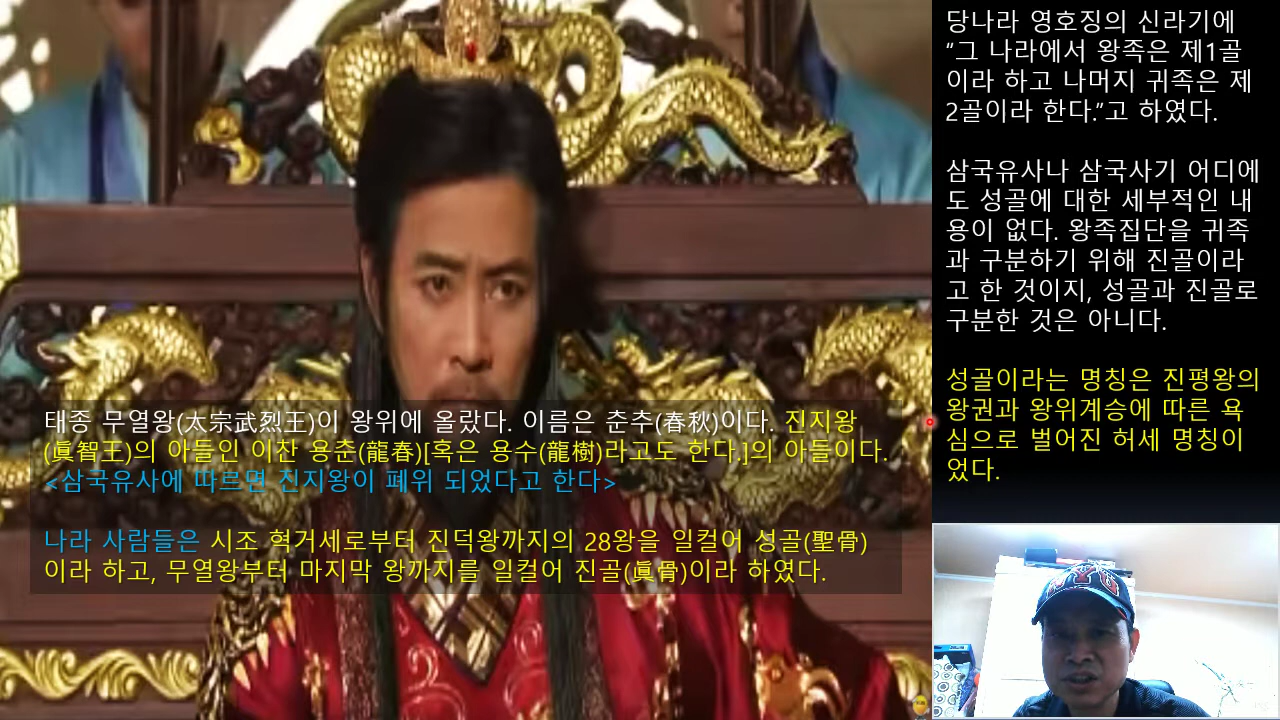 당나라 영호징의 신라기에
"그 나라에서 왕족은 제1골
이라 하고 나머지 귀족은 제
2골이라 한다."고 하였다.
삼국유사나 삼국사기 어디에
도 성골에 대한 세부적인 내
용이 없다. 왕족집단을 귀족
과 구분하기 위해 진골이라
고 한 것이지, 성골과 진골로
구분한 것은 아니다.
성골이라는 명칭은 진평왕의
왕권과 왕위계승에 따른 욕
심으로 벌어진 허세 명칭이
었다.
태종 무열왕(太宗武烈王)이 왕위에 올랐다. 이름은 춘추(春秋)이다. 진지왕
(眞智王)의 아들인 이찬 용춘(龍春)[혹은 용수(龍樹)라고도 한다.]의 아들이다.
<삼국유사에 따르면 진지왕이 폐위 되었다고 한다>
나라 사람들은 시조 혁거세로부터 진덕왕까지의 28왕을 일컬어 성골(聖骨)
이라 하고, 무열왕부터 마지막 왕까지를 일컬어 진골(眞骨)이라 하였다.